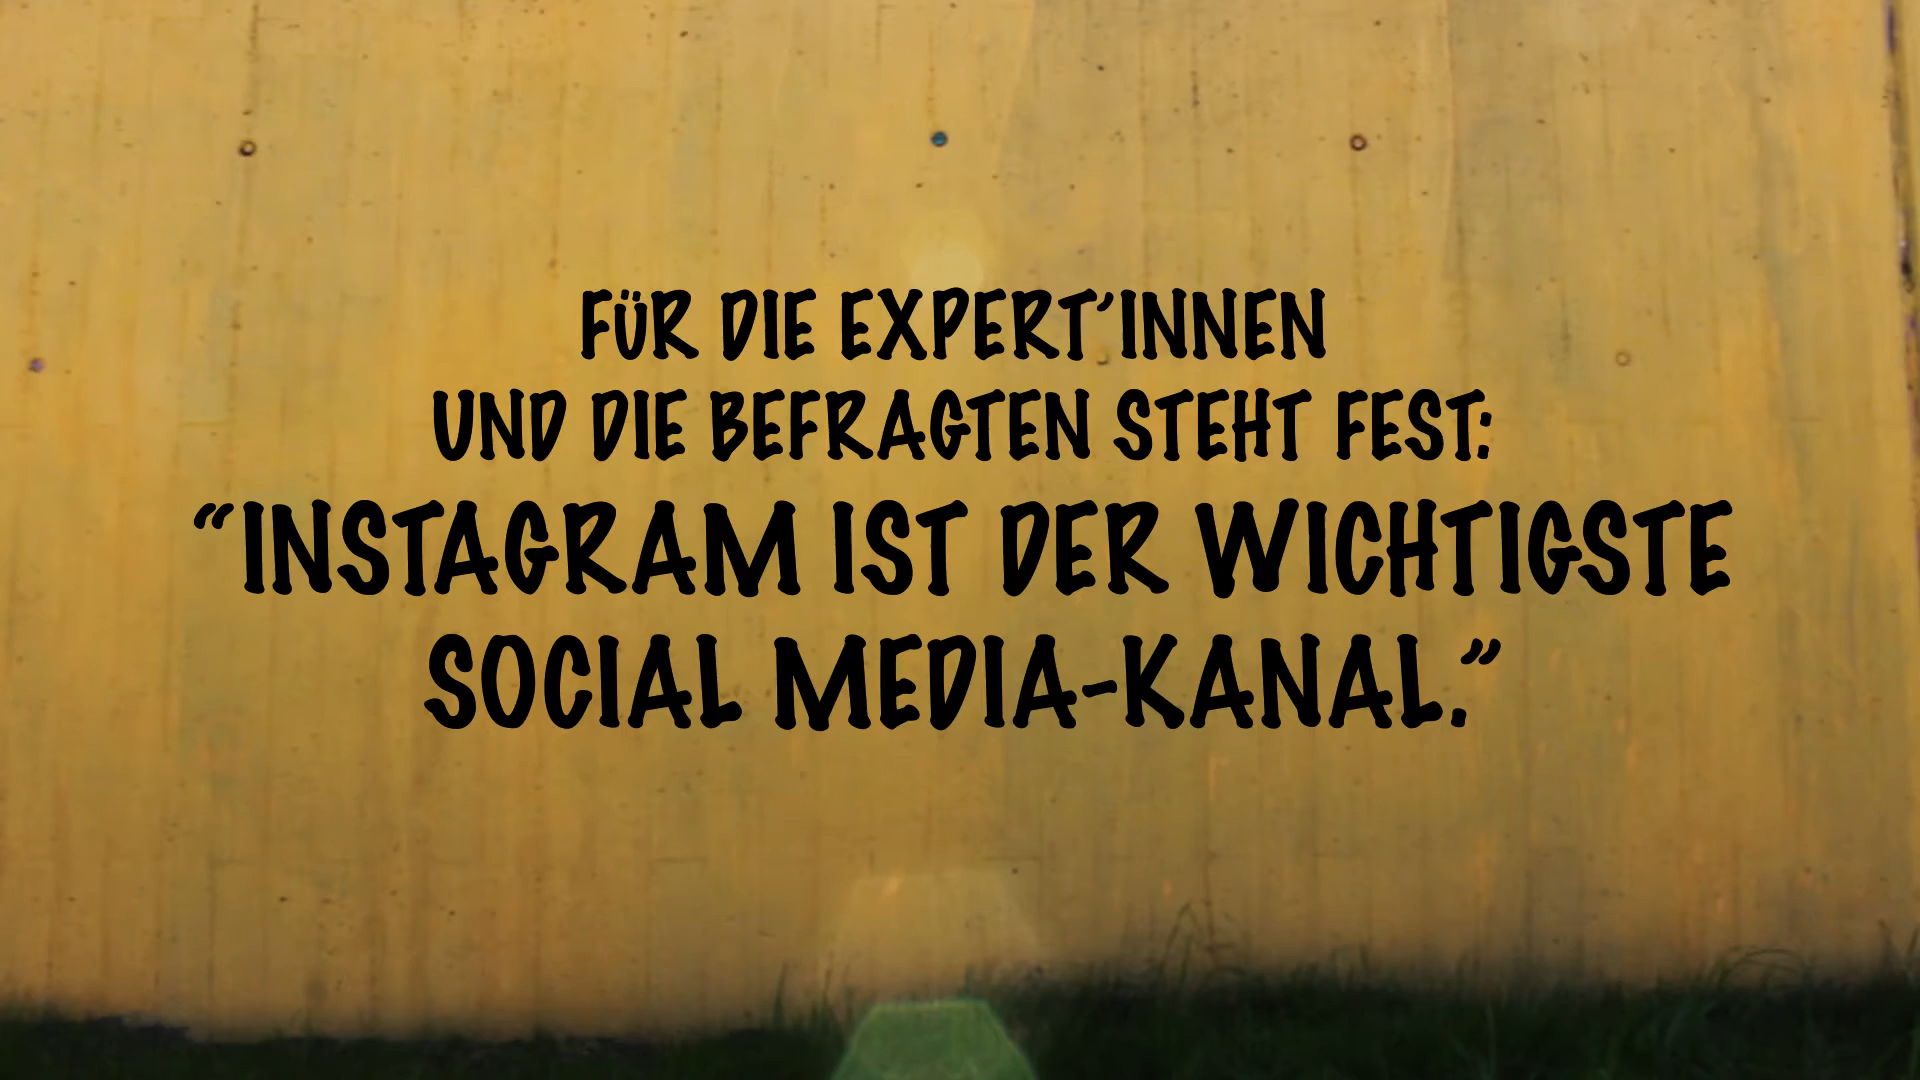 FÜR DIE EXPERT’INNEN
UND DIE BEFRAGTEN STEHT FEST:
“INSTAGRAM IST DER WICHTIGSTE
SOCIAL MEDIA-KANAL.”